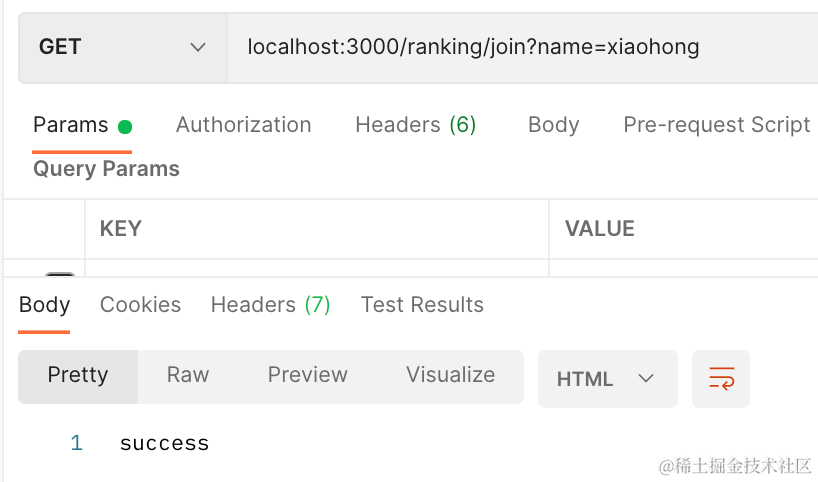 GET localhost:3000/ranking/join?name=xiaohong
Params Authorization Headers (6) Body Pre-request Script
Query Params
KEY VALUE
Body Cookies Headers (7) Test Results
Pretty Raw Preview Visualize HTML
1 success
@稀土掘金技术社区